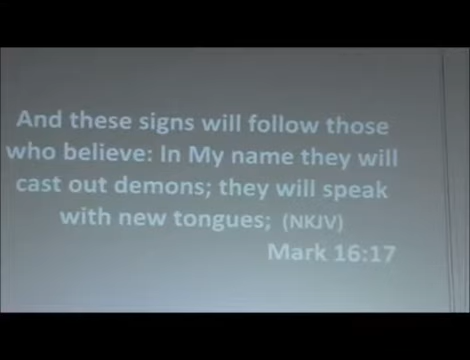 And these signs will follow those
who believe: In My name they will
cast out demons; they will speak
with new tongues; (NKJV)
Mark 16:17